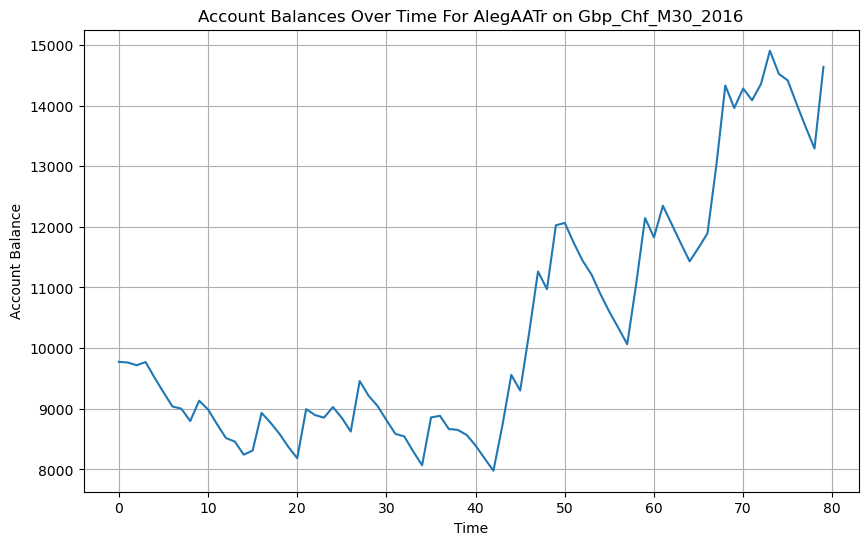 Account Balances Over Time For AlegAATr on Gbp_Chf_M30_2016
15000
14000
13000
12000
11000
10000
9000
8000
Account Balance
0 10 20 30 40 50 60 70 80
Time